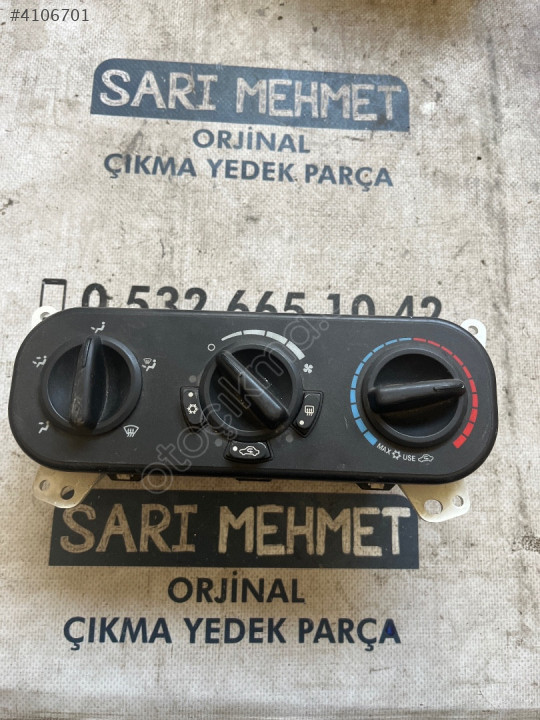 #4106701
SARI MEHMET
ORJİNAL
ÇIKMA YEDEK PARÇA
0 532 665 10 42
otocikma.
MAX USE
SARI MEHMET
ORJİNAL
ÇIKMA YEDEK PARÇA